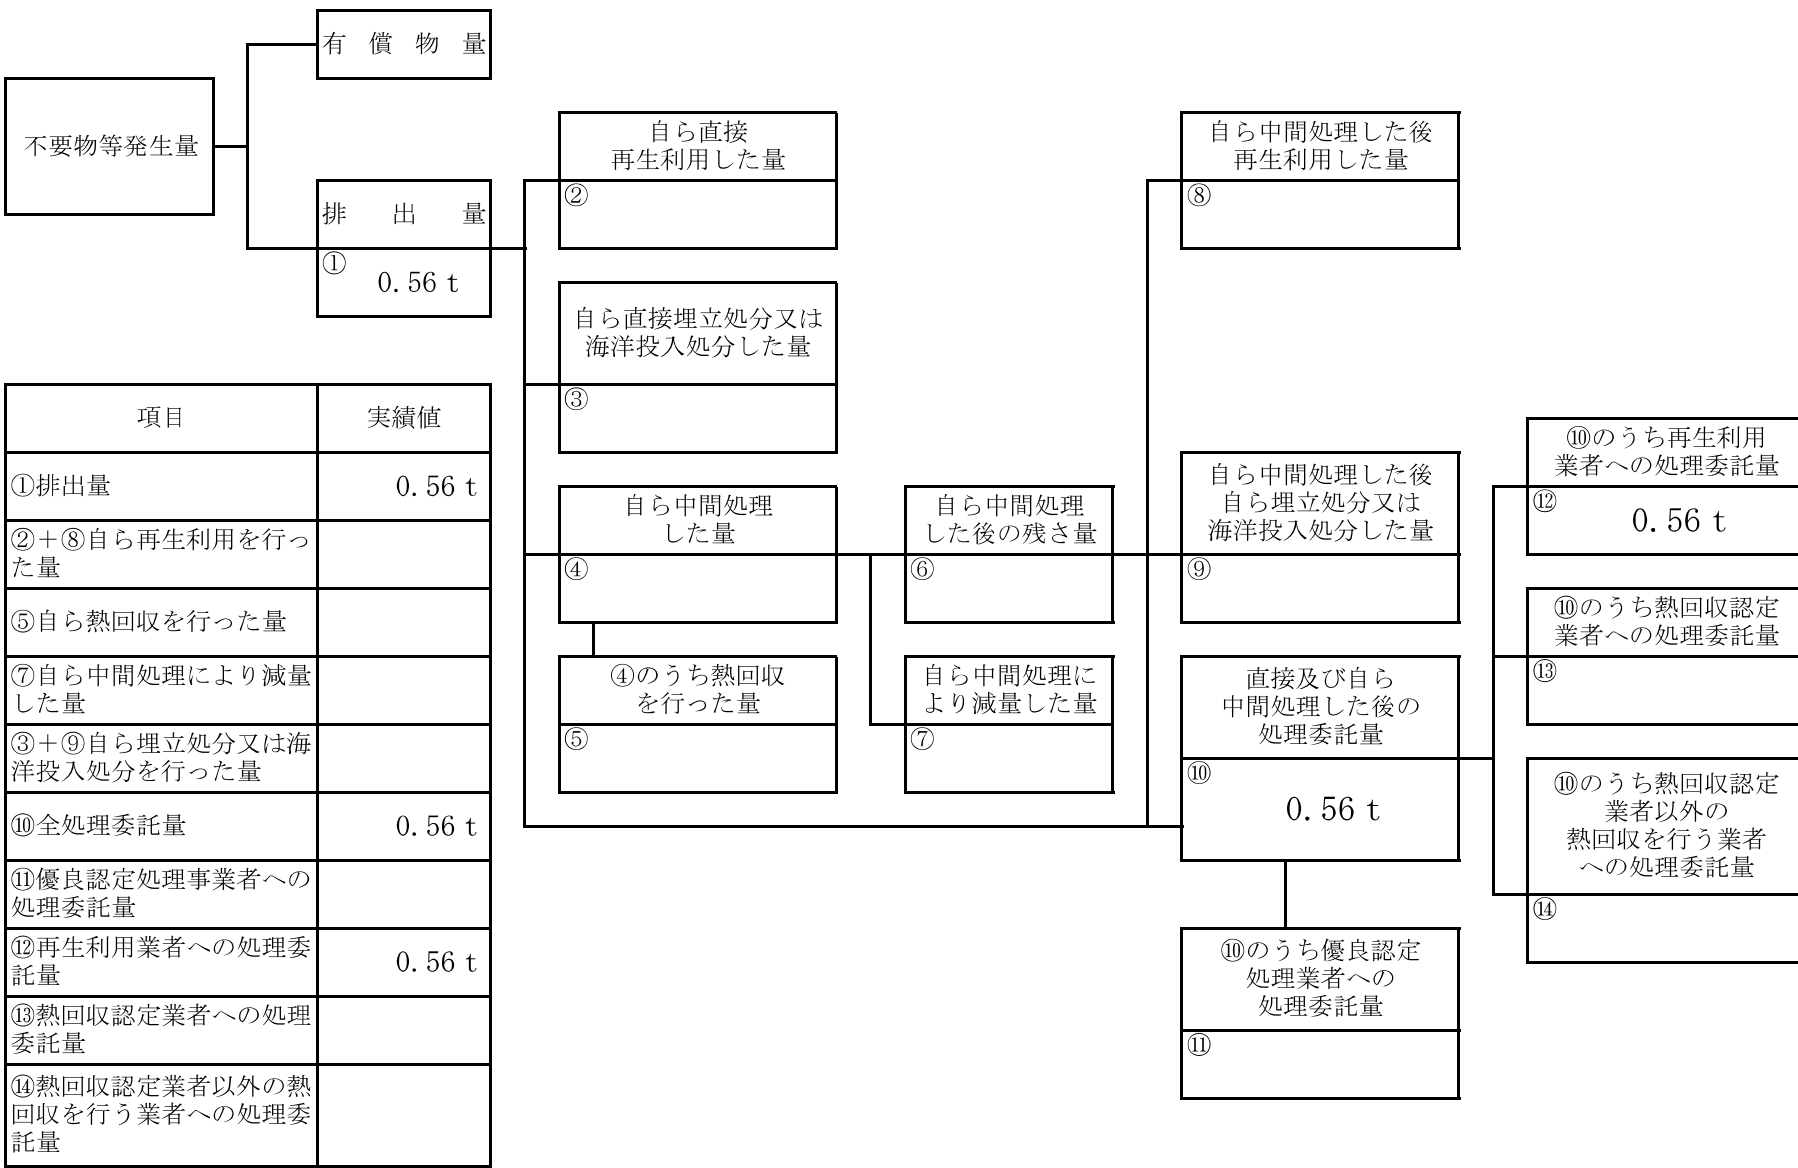 有償物量
不要物等発生量
排出量
①
0.56 t
自ら直接
再生利用した量
②
自ら直接埋立処分又は
海洋投入処分した量
③
自ら中間処理
した量
④
④のうち熱回収
を行った量
⑤
自ら中間処理
した後の残さ量
⑥
自ら中間処理に
より減量した量
⑦
自ら中間処理した後
再生利用した量
⑧
自ら中間処理した後
自ら埋立処分又は
海洋投入処分した量
⑨
直接及び自ら
中間処理した後の
処理委託量
⑩
0.56 t
⑩のうち優良認定
処理業者への
処理委託量
⑪
⑩のうち再生利用
業者への処理委託量
⑫
0.56 t
⑩のうち熱回収認定
業者への処理委託量
⑬
⑩のうち熱回収認定
業者以外の
熱回収を行う業者
への処理委託量
⑭
項目 実績値
①排出量 0.56 t
②＋⑧自ら再生利用を行っ
た量
⑤自ら熱回収を行った量
⑦自ら中間処理により減量
した量
③＋⑨自ら埋立処分又は海
洋投入処分を行った量
⑩全処理委託量 0.56 t
⑪優良認定処理事業者への
処理委託量
⑫再生利用業者への処理委
託量 0.56 t
⑬熱回収認定業者への処理
委託量
⑭熱回収認定業者以外の熱
回収を行う業者への処理委
託量